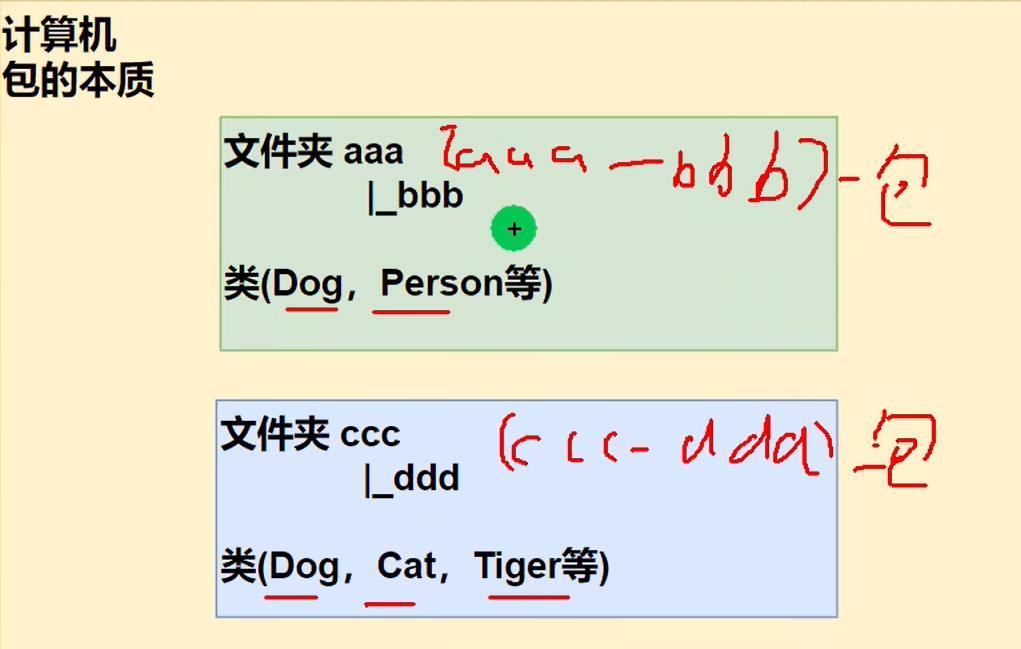 计算机
包的本质
文件夹 aaa (aaa—bbb)-包
|_bbb
类(Dog，Person等)
文件夹 ccc (ccc-ddd)-包
|_ddd
类(Dog，Cat，Tiger等)